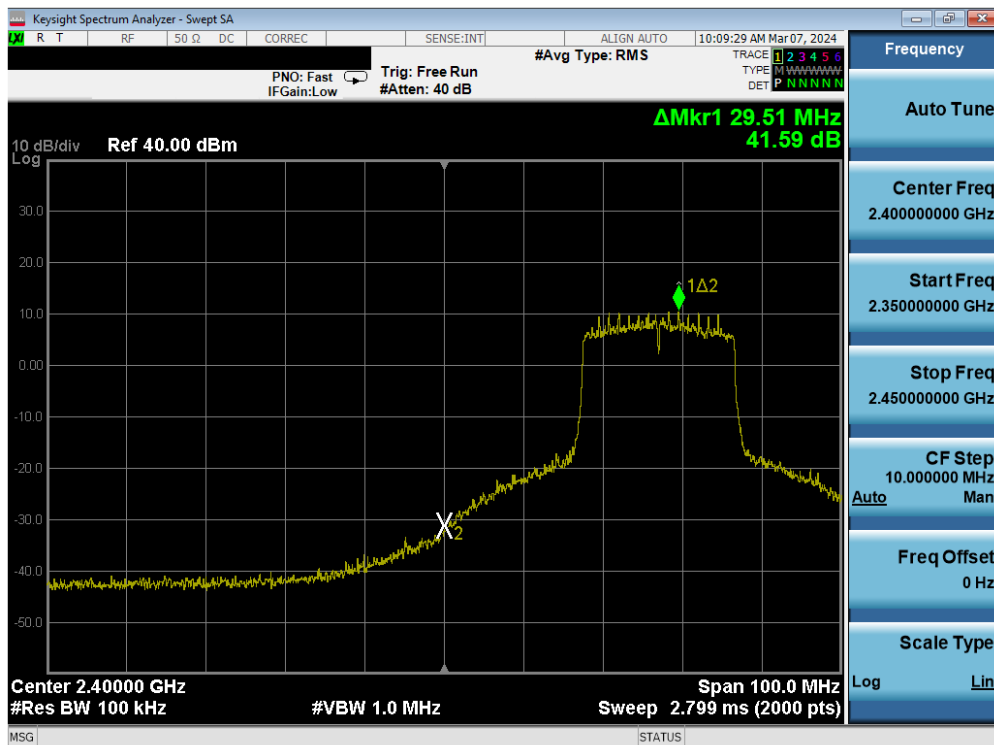 Keysight Spectrum Analyzer - Swept SA
LXI R T RF 50 Ω DC CORREC SENSE:INT ALIGN AUTO 10:09:29 AM Mar 07, 2024
#Avg Type: RMS TRACE 1 2 3 4 5 6
PNO: Fast Trig: Free Run TYPE M W W W W W
IFGain:Low #Atten: 40 dB DET P N N N N N
ΔMkr1 29.51 MHz
41.59 dB
10 dB/div Ref 40.00 dBm
Log
30.0
20.0
10.0
0.00
-10.0
-20.0
-30.0
-40.0
-50.0
1Δ2
X2
Center 2.40000 GHz Span 100.0 MHz
#Res BW 100 kHz #VBW 1.0 MHz Sweep 2.799 ms (2000 pts)
MSG STATUS
Frequency
Auto Tune
Center Freq
2.400000000 GHz
Start Freq
2.350000000 GHz
Stop Freq
2.450000000 GHz
CF Step
10.000000 MHz
Auto Man
Freq Offset
0 Hz
Scale Type
Log Lin